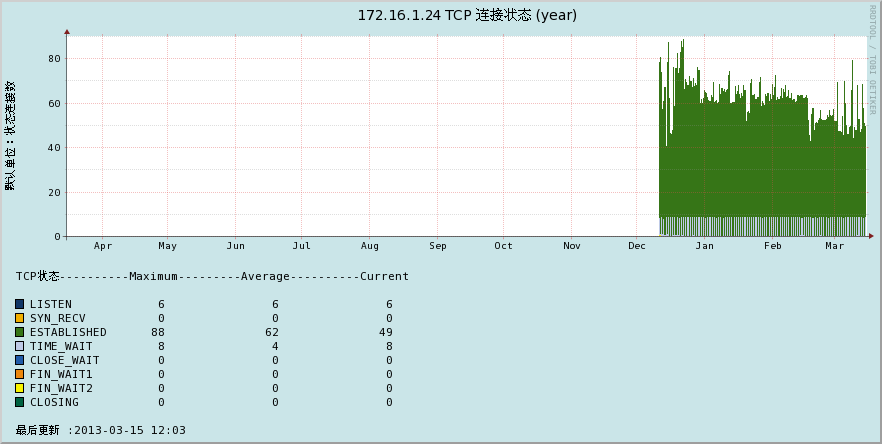 172.16.1.24 TCP 连接状态 (year)
RRDTOOL / TOBI OETIKER
默认单位：状态连接数
80
60
40
20
0
Apr May Jun Jul Aug Sep Oct Nov Dec Jan Feb Mar
TCP状态----------Maximum---------Average----------Current
LISTEN 6 6 6
SYN_RECV 0 0 0
ESTABLISHED 88 62 49
TIME_WAIT 8 4 8
CLOSE_WAIT 0 0 0
FIN_WAIT1 0 0 0
FIN_WAIT2 0 0 0
CLOSING 0 0 0
最后更新 :2013-03-15 12:03